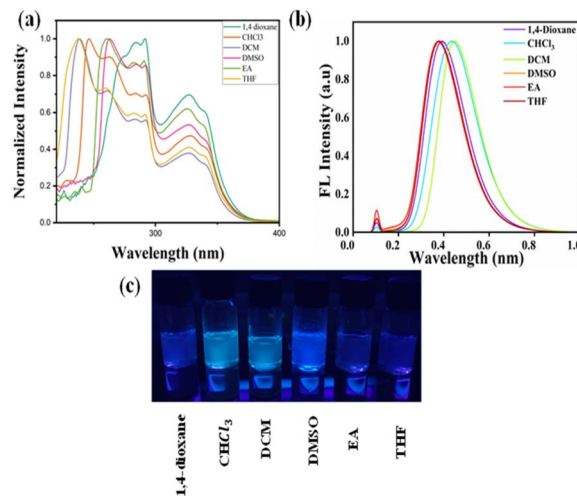 (a)
1,4 dioxane
CHCl3
DCM
DMSO
EA
THF
Normalized Intensity
1.0
0.8
0.6
0.4
0.2
0.0
300
400
Wavelength (nm)
(b)
1,4-Dioxane
CHCl₃
DCM
DMSO
EA
THF
FL Intensity (a.u)
1.0
0.8
0.6
0.4
0.2
0.0
0.0 0.2 0.4 0.6 0.8 1.0
Wavelength (nm)
(c)
1,4-dioxane
CHCl₃
DCM
DMSO
EA
THF